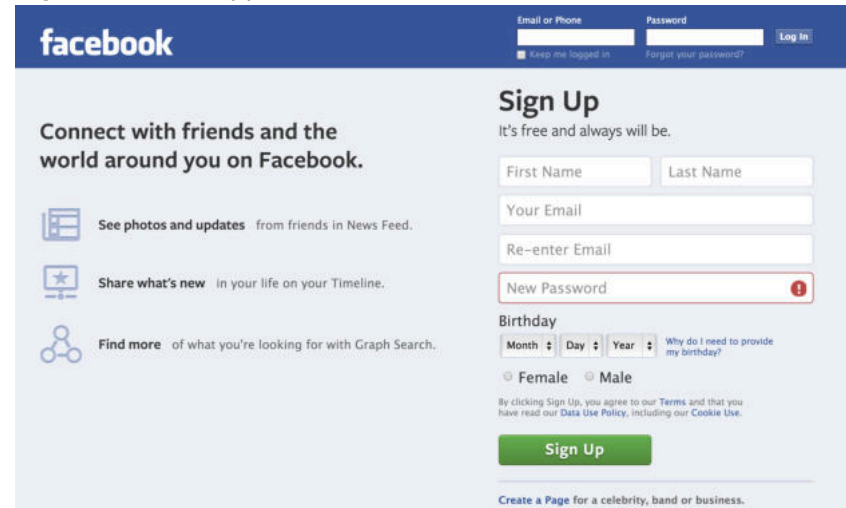 Email or Phone Password
facebook Log In
Keep me logged in Forgot your password?
Sign Up
It's free and always will be.
Connect with friends and the
world around you on Facebook.
First Name Last Name
Your Email
See photos and updates from friends in News Feed.
Re-enter Email
Share what's new in your life on your Timeline.
New Password
Birthday
Month Day Year Why do I need to provide
my birthday?
Find more of what you're looking for with Graph Search.
Female Male
By clicking Sign Up, you agree to our Terms and that you
have read our Data Use Policy, including our Cookie Use.
Sign Up
Create a Page for a celebrity, band or business.